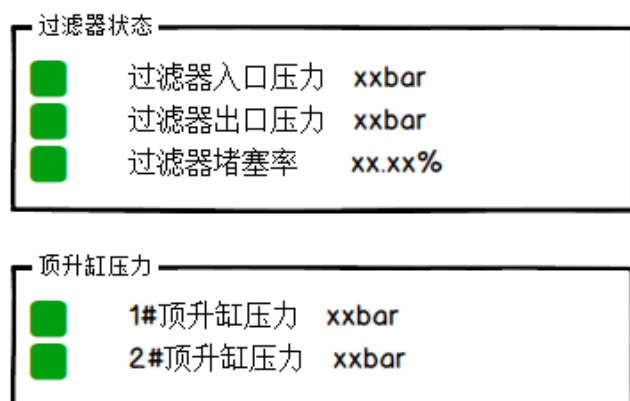 过滤器状态
过滤器入口压力 xxbar
过滤器出口压力 xxbar
过滤器堵塞率 xx.xx%
顶升缸压力
1#顶升缸压力 xxbar
2#顶升缸压力 xxbar